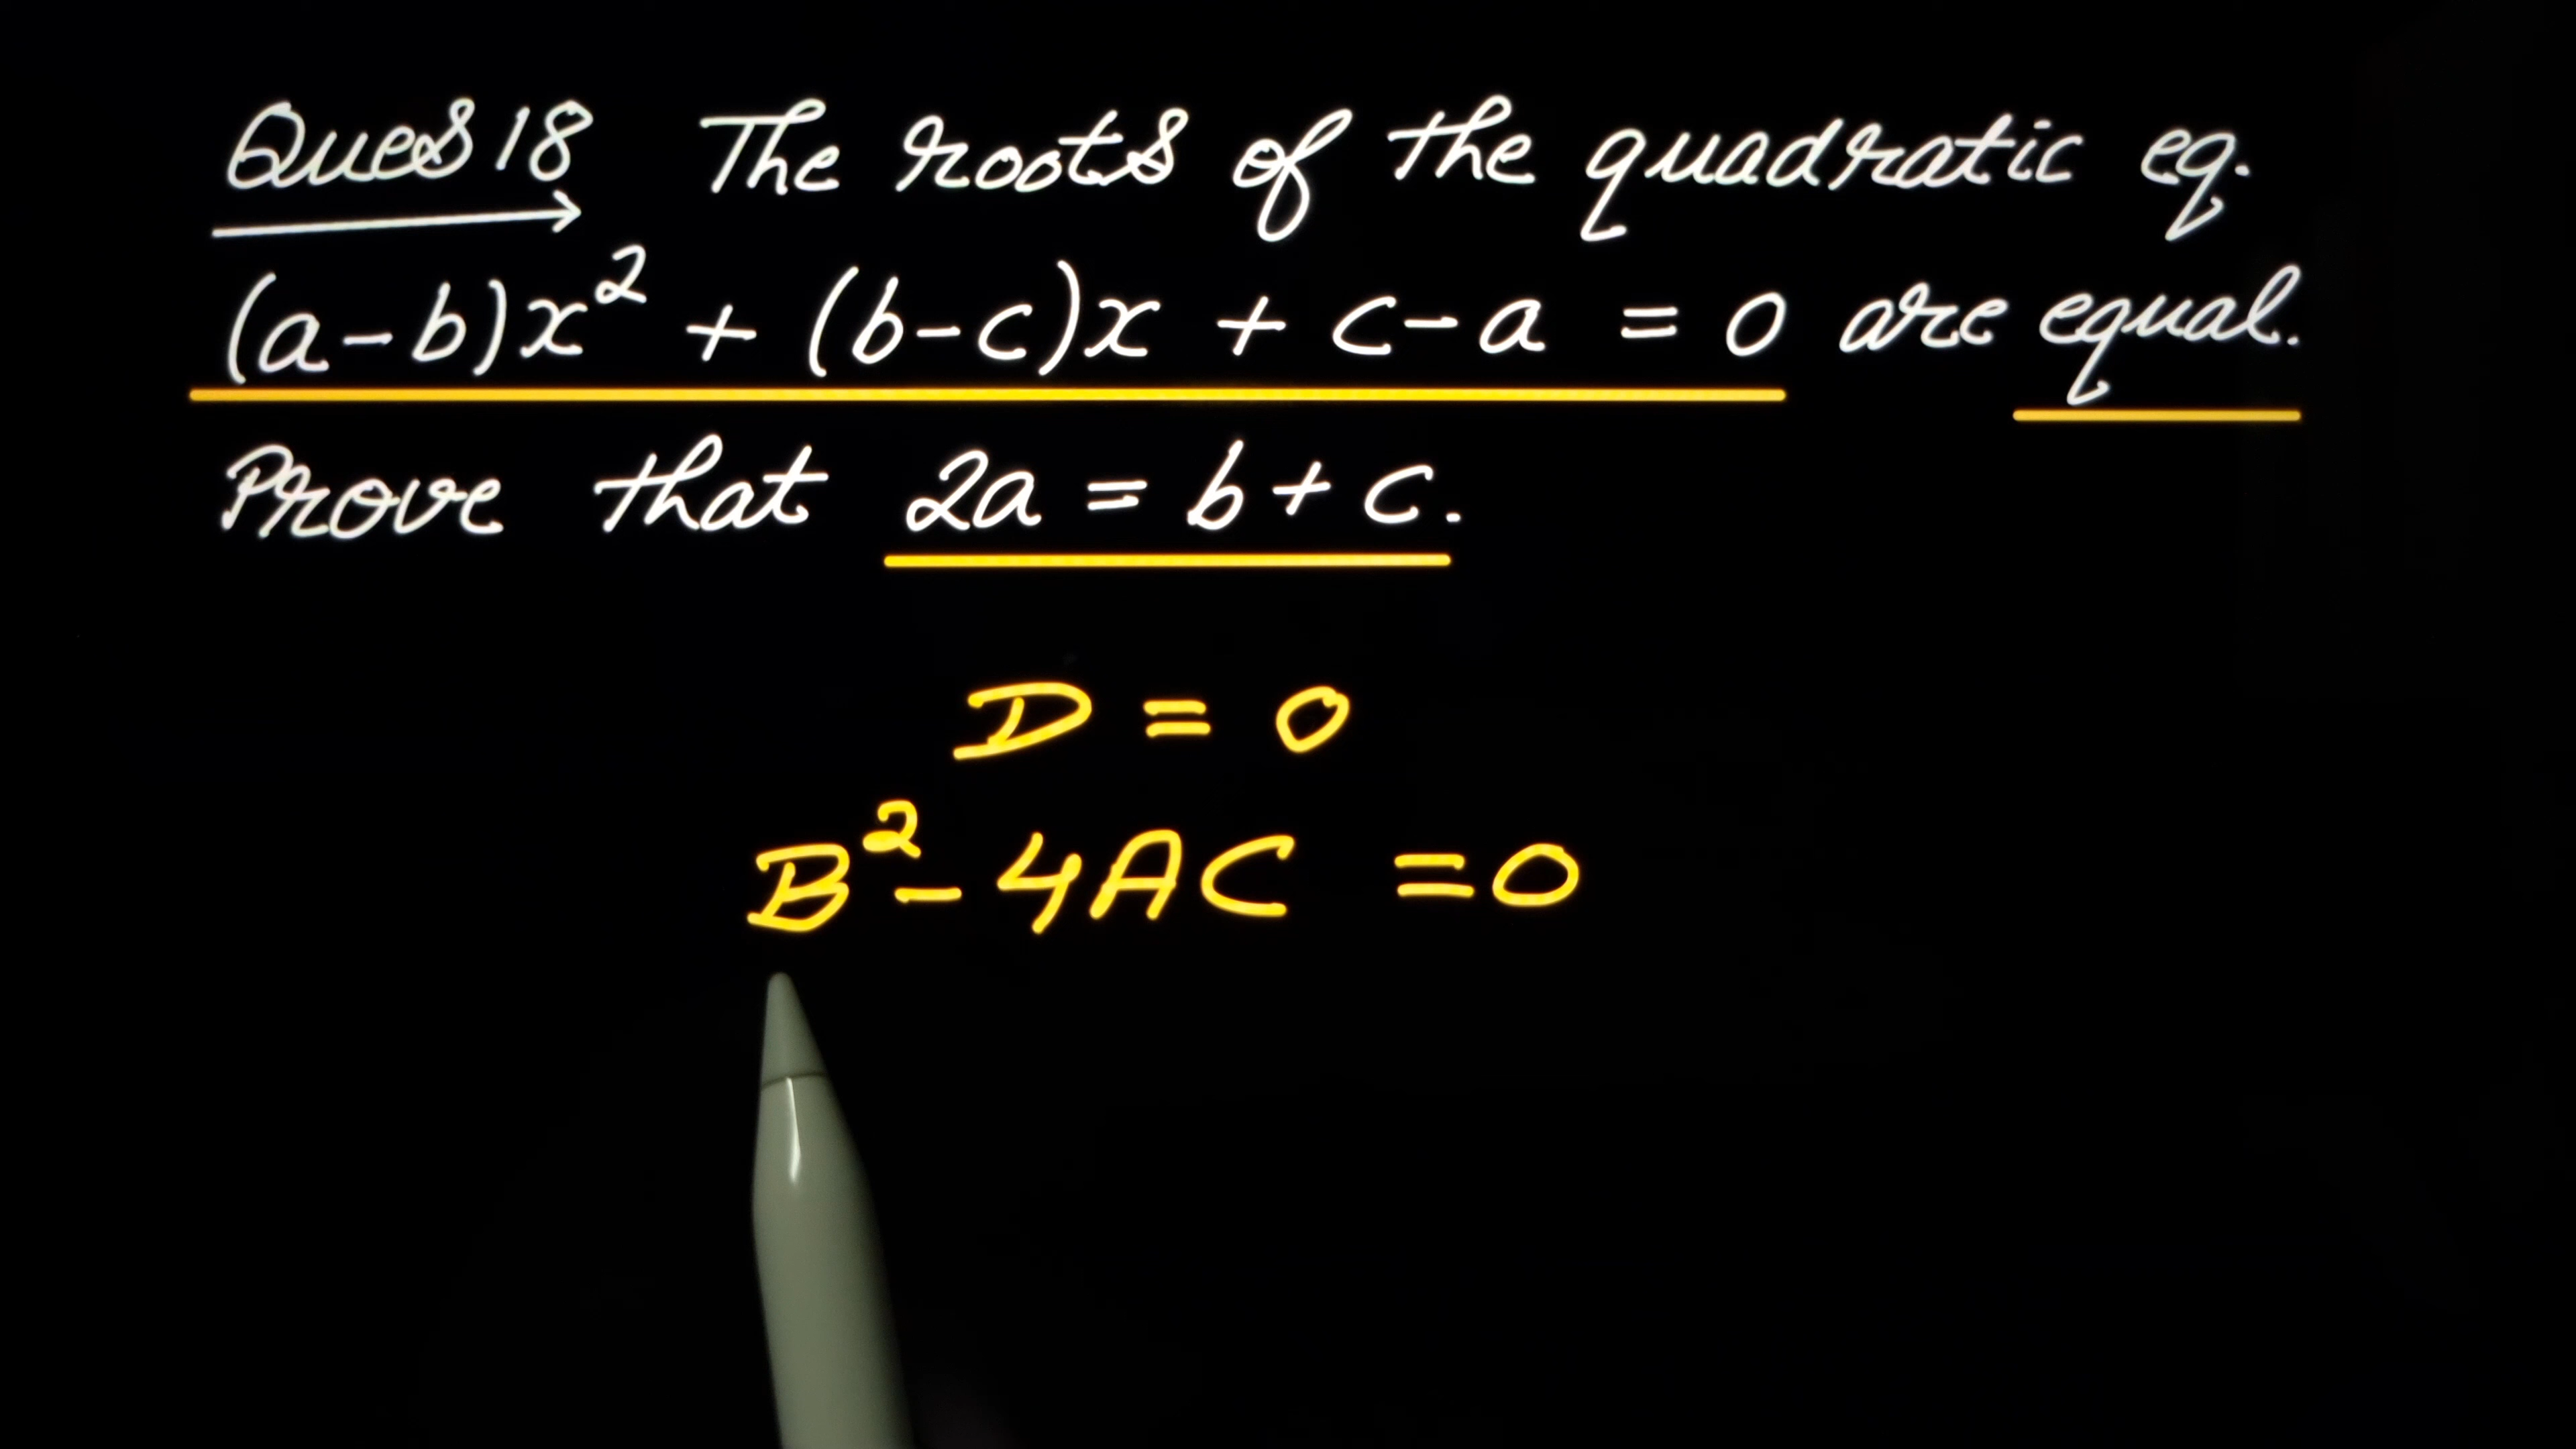 Ques 18 The roots of the quadratic eq.
(a-b)x² + (b-c)x + c-a = 0 are equal.
Prove that 2a = b + c.
D = 0
B² - 4AC = 0